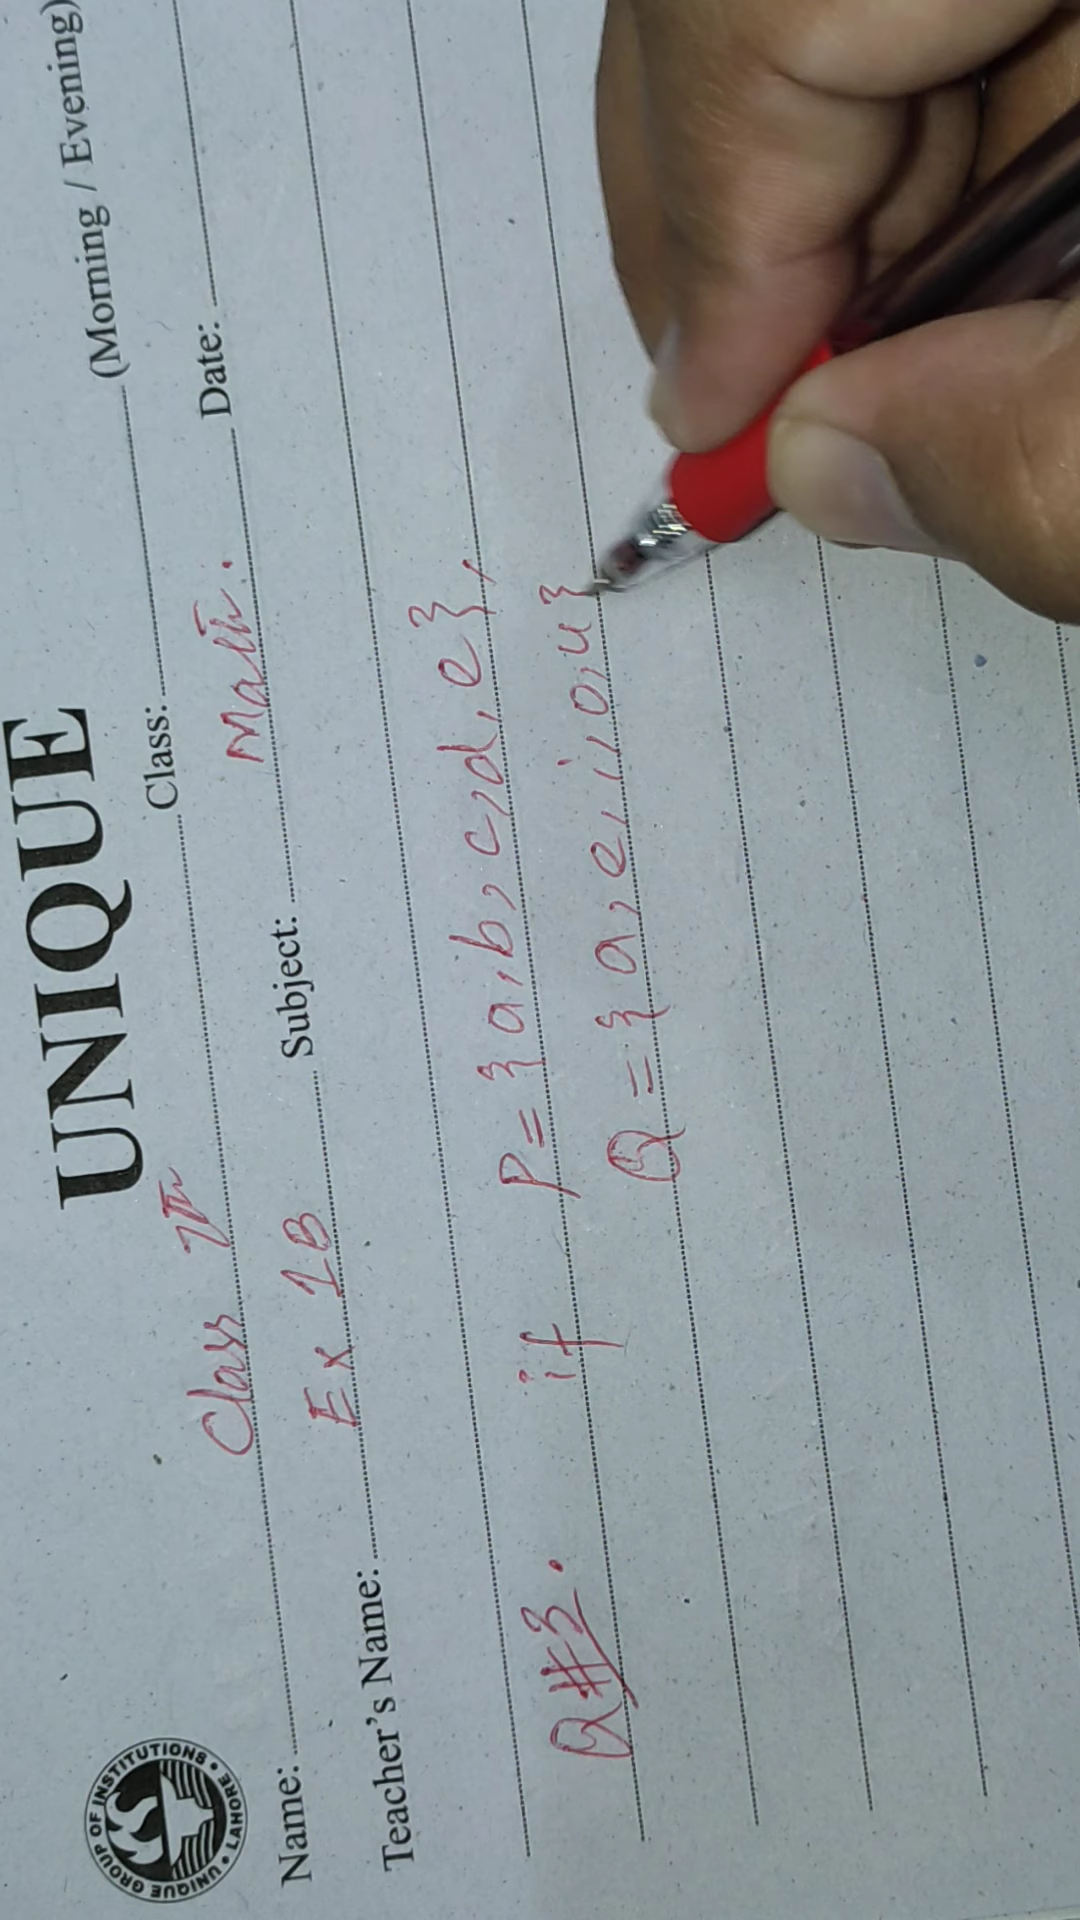 UNIQUE
(Morning / Evening)
UNIQUE GROUP OF INSTITUTIONS • LAHORE •
Name: Class 7th Class:
Teacher's Name: Ex 1B Subject: Math. Date:
Q#3. if P = {a, b, c, d, e},
Q = {a, e, i, o, u}